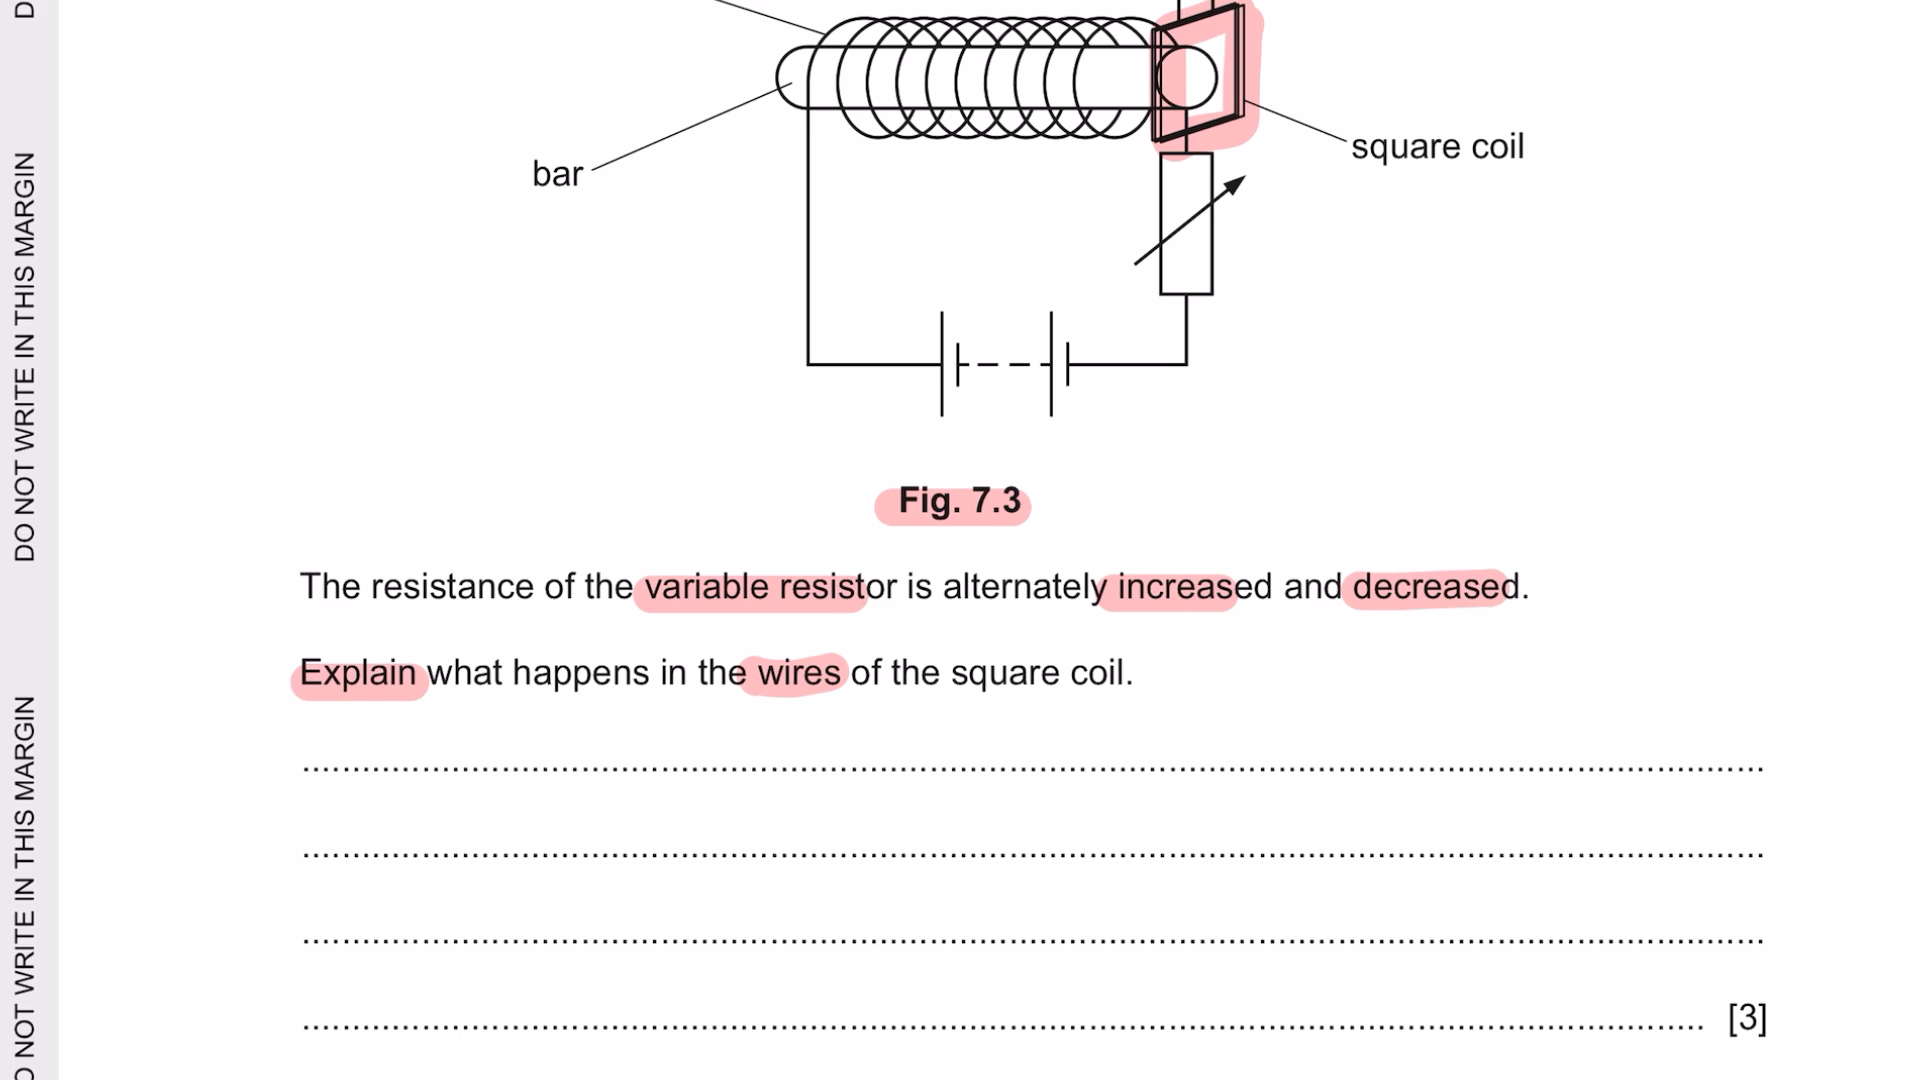 D
DO NOT WRITE IN THIS MARGIN
O NOT WRITE IN THIS MARGIN
bar
square coil
Fig. 7.3
The resistance of the variable resistor is alternately increased and decreased.
Explain what happens in the wires of the square coil.
[3]